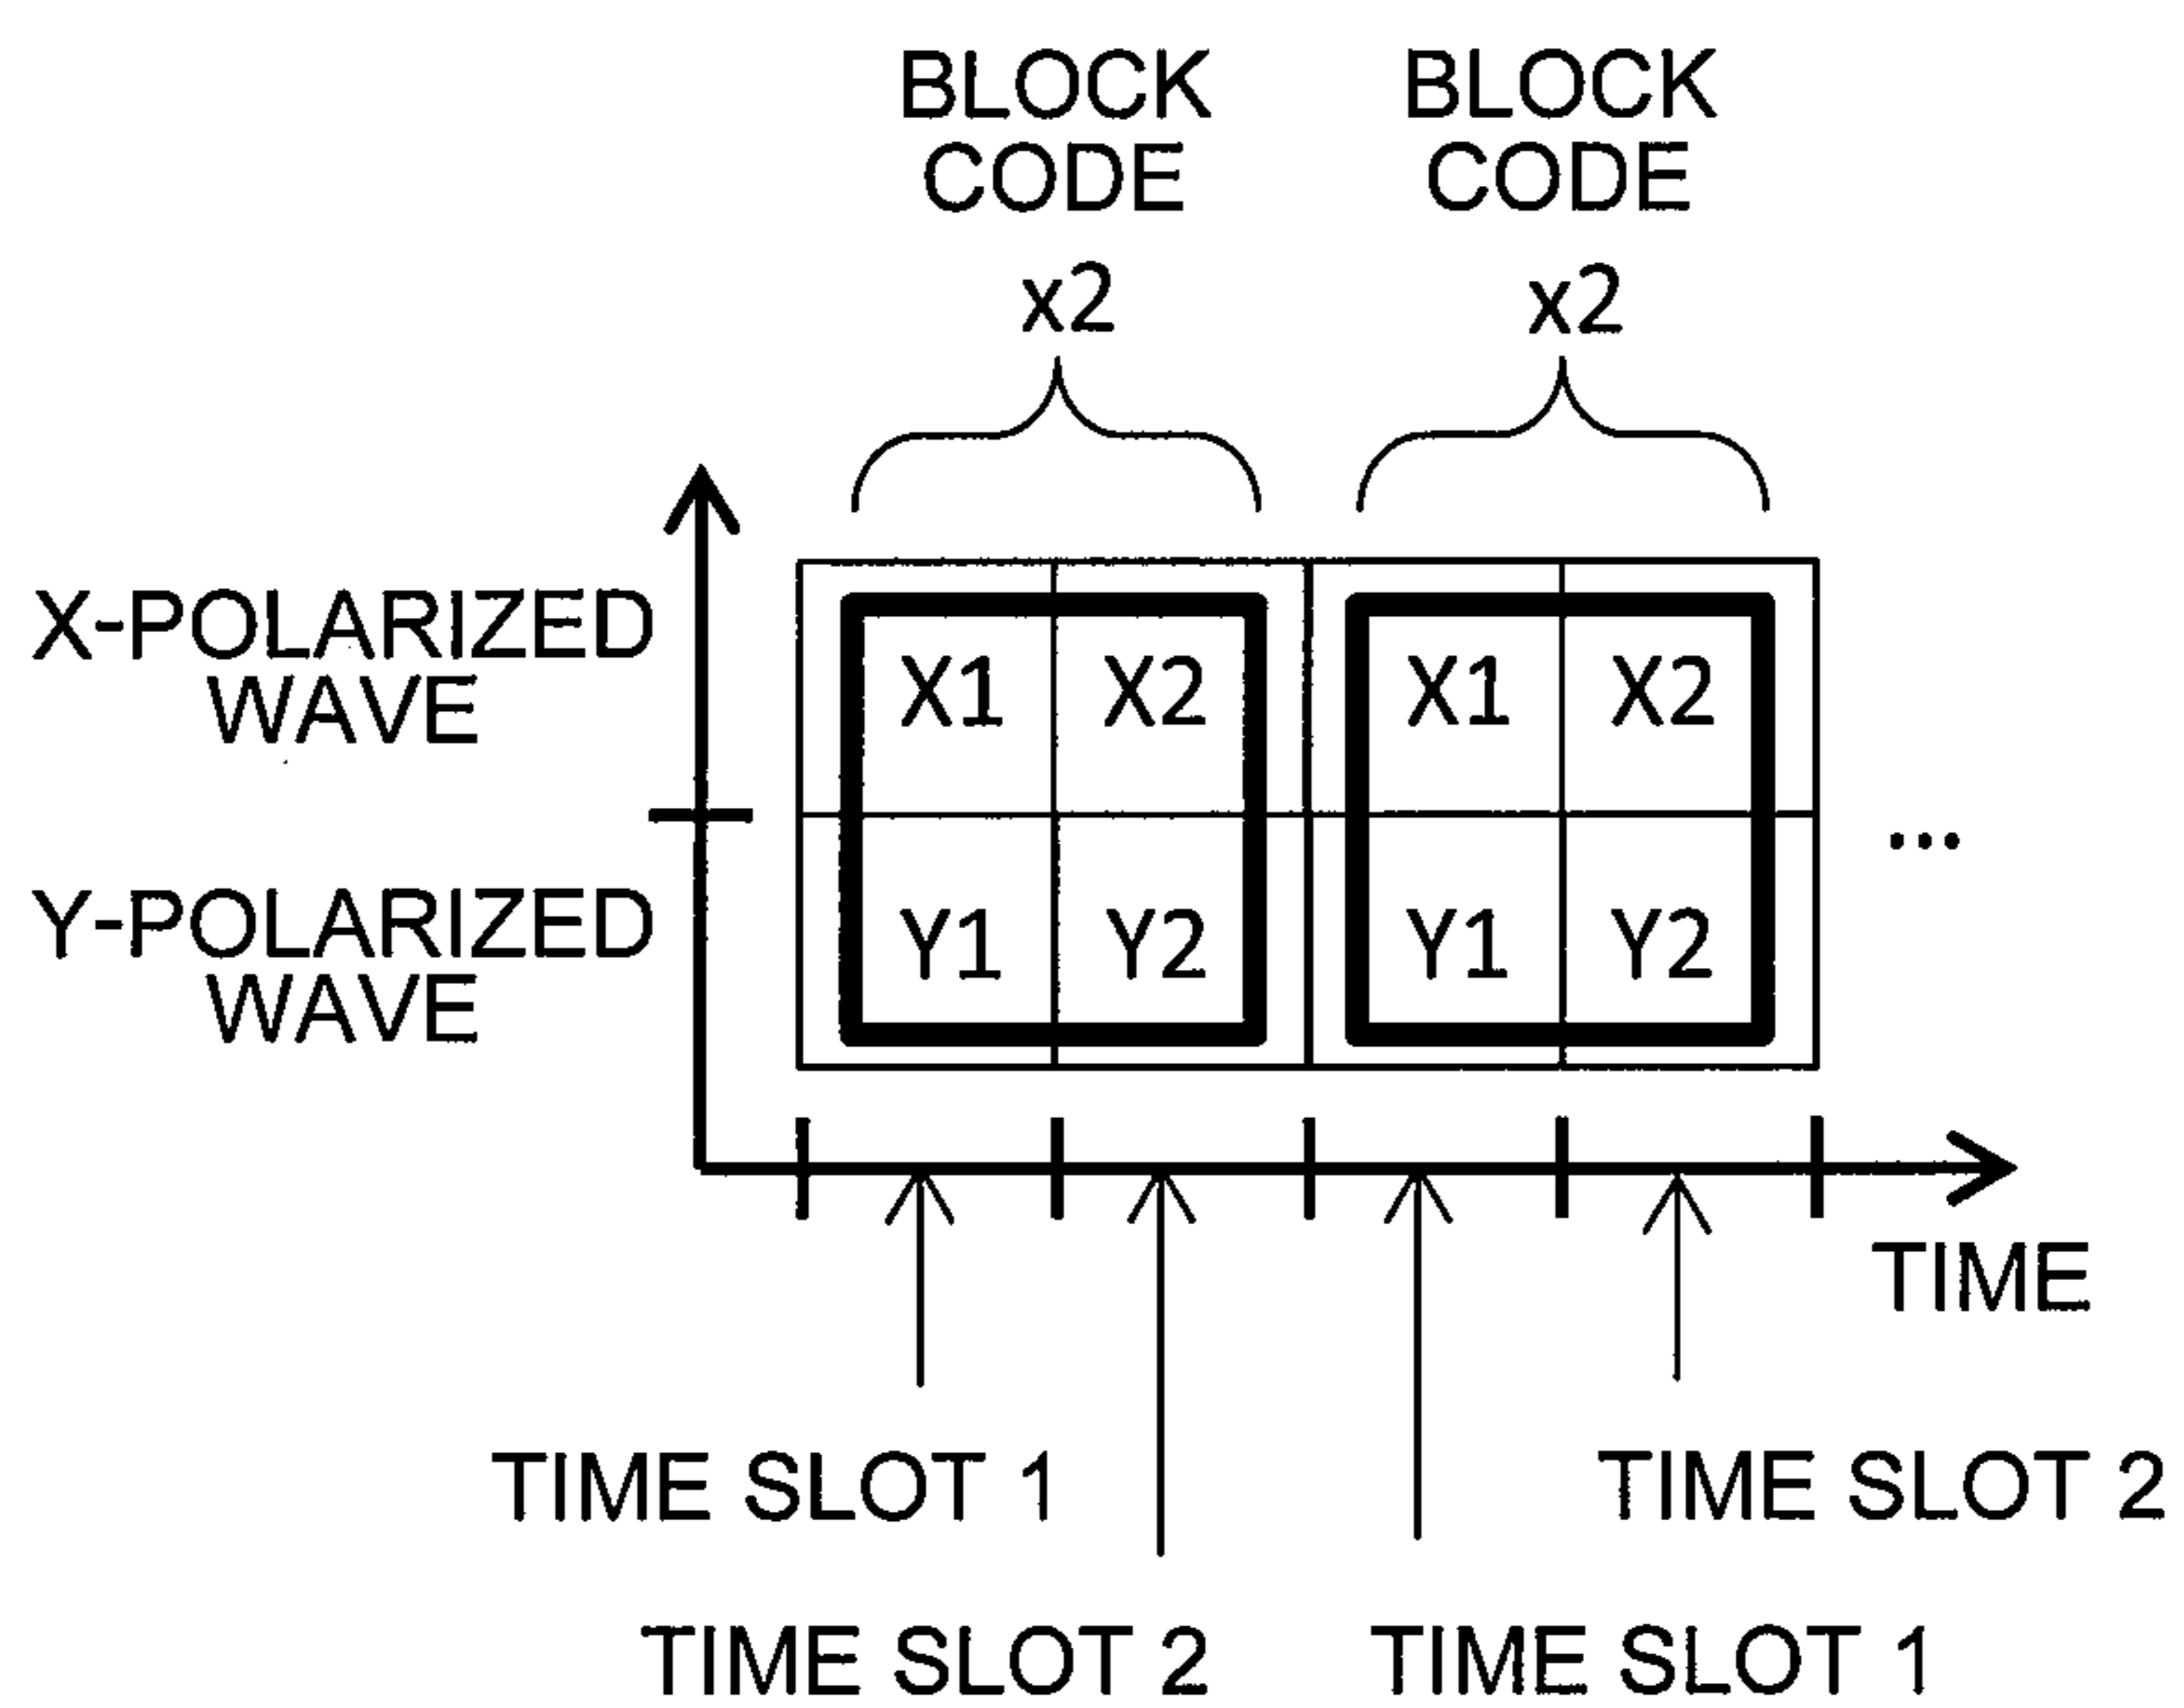 BLOCK BLOCK
CODE CODE
x2 x2
X-POLARIZED
WAVE
X1 X2 X1 X2
Y-POLARIZED
WAVE
Y1 Y2 Y1 Y2
...
TIME
TIME SLOT 1 TIME SLOT 2
TIME SLOT 2 TIME SLOT 1